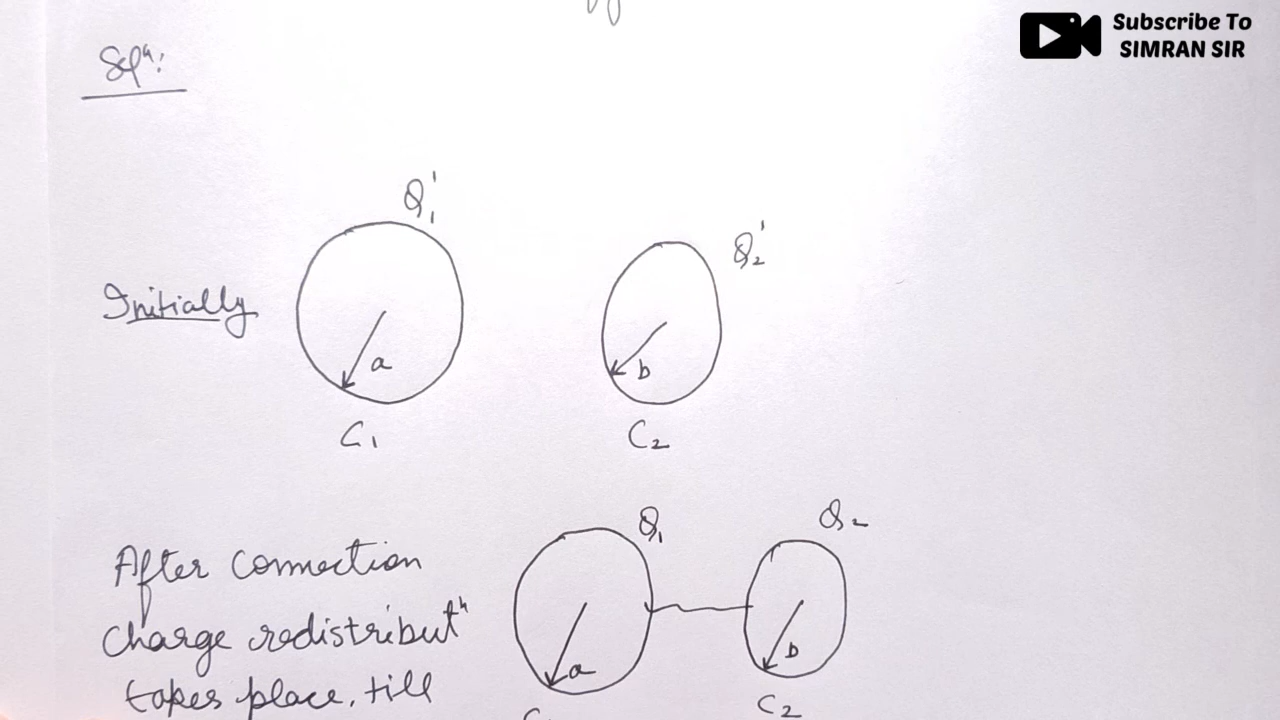 Subscribe To
SIMRAN SIR
Solⁿ:
Q₁'
Q₂'
Initially
a
b
C₁
C₂
Q₁
Q₂
After connection
charge redistributⁿ
takes place, till
a
b
C₂